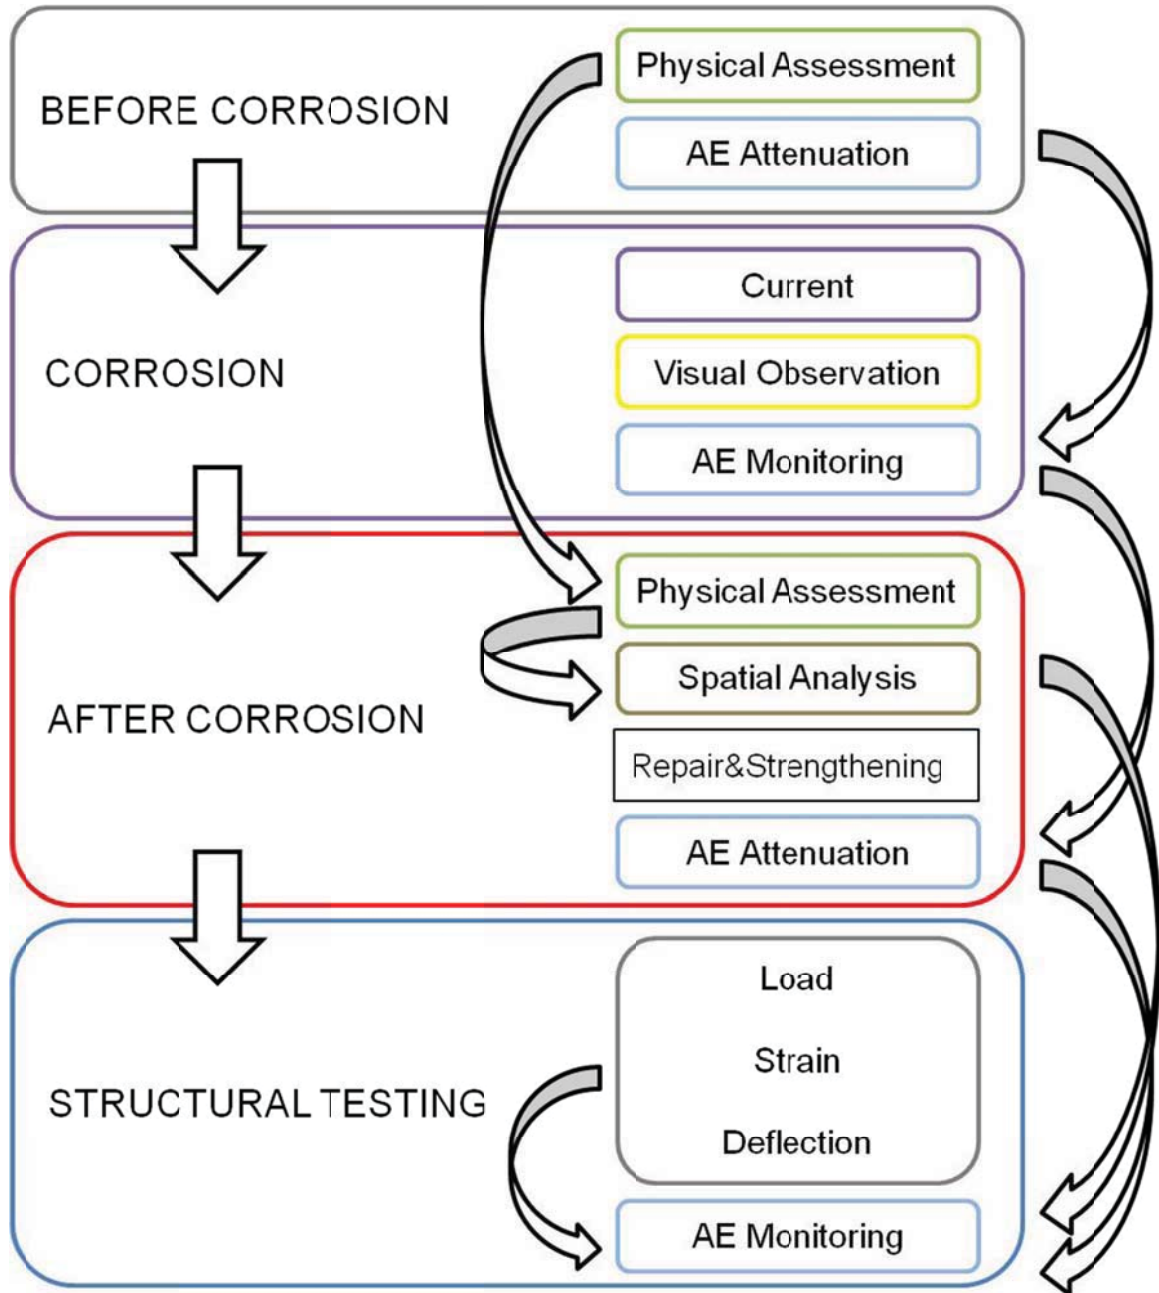 BEFORE CORROSION
Physical Assessment
AE Attenuation
CORROSION
Current
Visual Observation
AE Monitoring
AFTER CORROSION
Physical Assessment
Spatial Analysis
Repair&Strengthening
AE Attenuation
STRUCTURAL TESTING
Load
Strain
Deflection
AE Monitoring